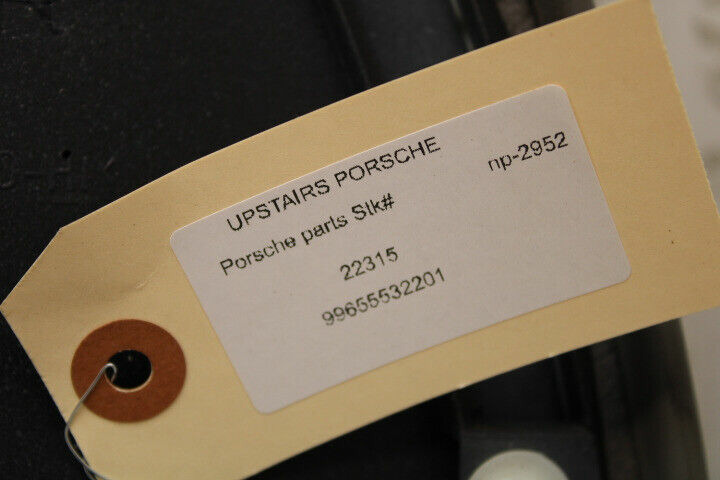 UPSTAIRS PORSCHE np-2952
Porsche parts Stk#
22315
99655532201